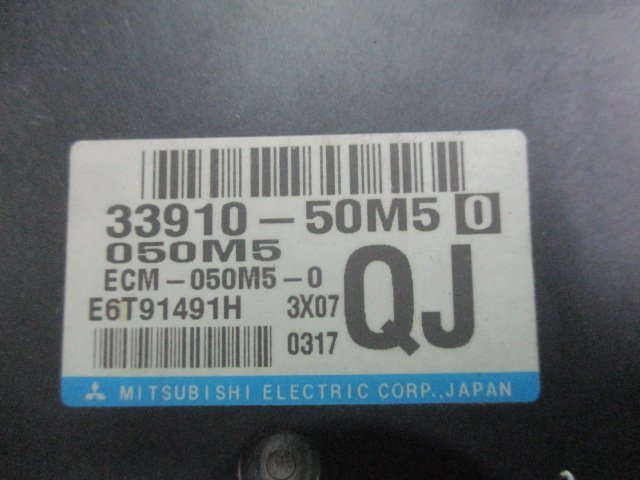 33910-50M5 0
050M5
ECM-050M5-0
E6T91491H 3X07
0317
QJ
MITSUBISHI ELECTRIC CORP.,JAPAN